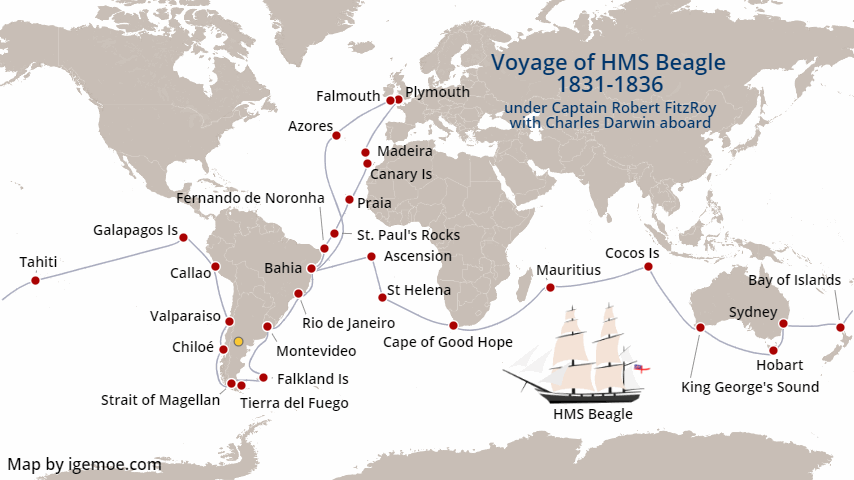 Voyage of HMS Beagle
1831-1836
under Captain Robert FitzRoy
with Charles Darwin aboard
Falmouth
Plymouth
Azores
Madeira
Canary Is
Fernando de Noronha
Praia
Galapagos Is
St. Paul's Rocks
Tahiti
Callao
Bahia
Ascension
Cocos Is
Mauritius
Bay of Islands
St Helena
Valparaiso
Rio de Janeiro
Sydney
Chiloé
Montevideo
Cape of Good Hope
Hobart
Falkland Is
King George's Sound
Strait of Magellan
Tierra del Fuego
HMS Beagle
Map by igemoe.com